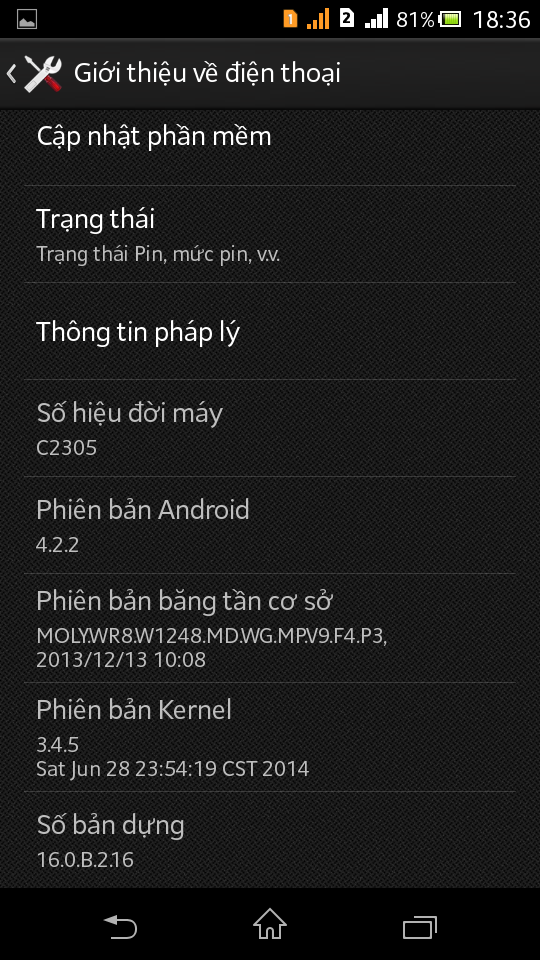 1 2 81% 18:36
Giới thiệu về điện thoại
Cập nhật phần mềm
Trạng thái
Trạng thái Pin, mức pin, v.v.
Thông tin pháp lý
Số hiệu đời máy
C2305
Phiên bản Android
4.2.2
Phiên bản băng tần cơ sở
MOLY.WR8.W1248.MD.WG.MP.V9.F4.P3,
2013/12/13 10:08
Phiên bản Kernel
3.4.5
Sat Jun 28 23:54:19 CST 2014
Số bản dựng
16.0.B.2.16